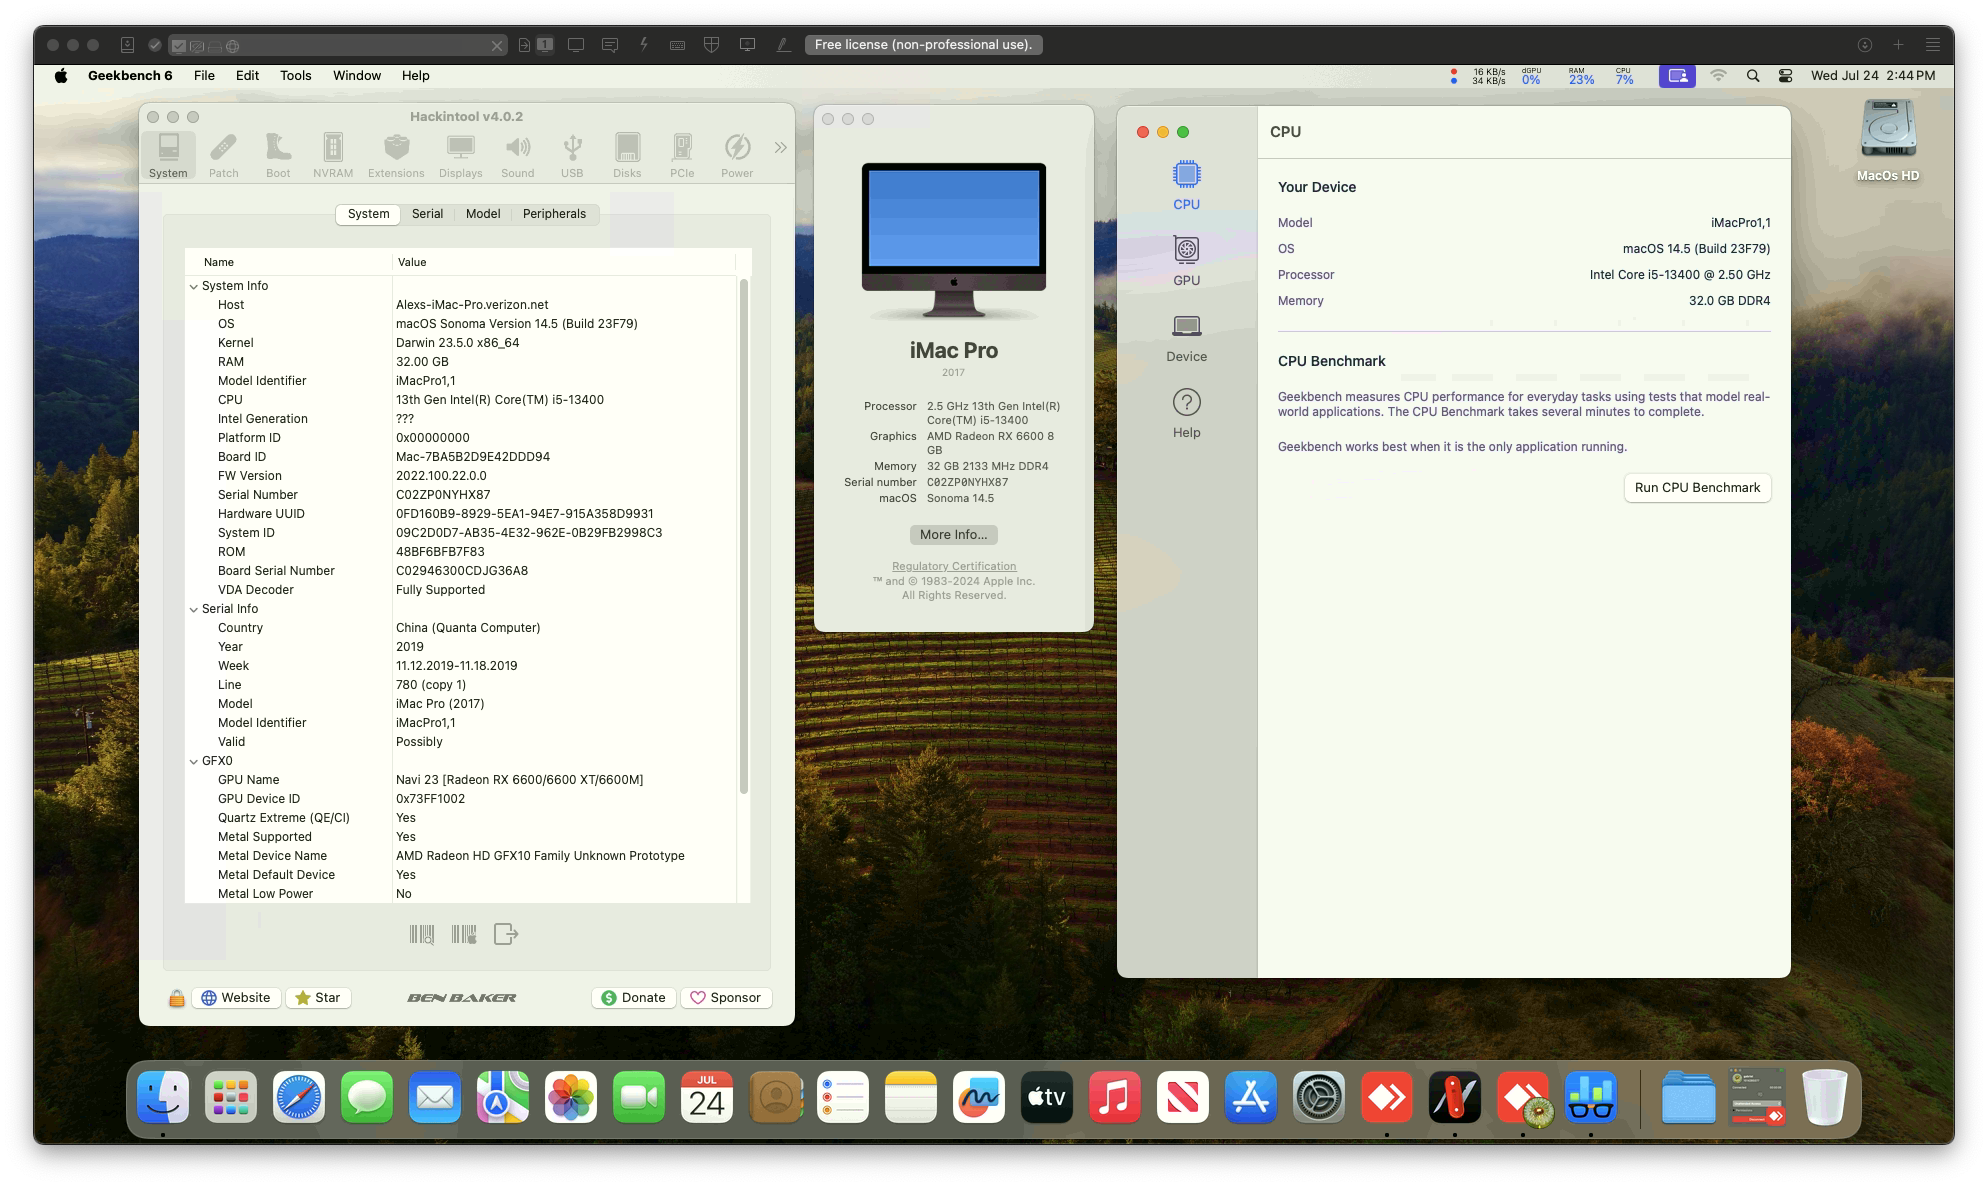 1
Free license (non-professional use).
Geekbench 6 File Edit Tools Window Help
16 KB/s
34 KB/s
dGPU
0%
RAM
23%
CPU
7%
Wed Jul 24 2:44 PM
Hackintool v4.0.2
System Patch Boot NVRAM Extensions Displays Sound USB Disks PCIe Power
System Serial Model Peripherals
Name Value
System Info
Host Alexs-iMac-Pro.verizon.net
OS macOS Sonoma Version 14.5 (Build 23F79)
Kernel Darwin 23.5.0 x86_64
RAM 32.00 GB
Model Identifier iMacPro1,1
CPU 13th Gen Intel(R) Core(TM) i5-13400
Intel Generation ???
Platform ID 0x00000000
Board ID Mac-7BA5B2D9E42DDD94
FW Version 2022.100.22.0.0
Serial Number C02ZP0NYHX87
Hardware UUID 0FD160B9-8929-5EA1-94E7-915A358D9931
System ID 09C2D0D7-AB35-4E32-962E-0B29FB2998C3
ROM 48BF6BFB7F83
Board Serial Number C02946300CDJG36A8
VDA Decoder Fully Supported
Serial Info
Country China (Quanta Computer)
Year 2019
Week 11.12.2019-11.18.2019
Line 780 (copy 1)
Model iMac Pro (2017)
Model Identifier iMacPro1,1
Valid Possibly
GFX0
GPU Name Navi 23 [Radeon RX 6600/6600 XT/6600M]
GPU Device ID 0x73FF1002
Quartz Extreme (QE/CI) Yes
Metal Supported Yes
Metal Device Name AMD Radeon HD GFX10 Family Unknown Prototype
Metal Default Device Yes
Metal Low Power No
Website Star BEN BAKER Donate Sponsor
iMac Pro
2017
Processor 2.5 GHz 13th Gen Intel(R)
Core(TM) i5-13400
Graphics AMD Radeon RX 6600 8
GB
Memory 32 GB 2133 MHz DDR4
Serial number C02ZP0NYHX87
macOS Sonoma 14.5
More Info...
Regulatory Certification
™ and © 1983-2024 Apple Inc.
All Rights Reserved.
CPU
GPU
Device
Help
CPU
Your Device
Model iMacPro1,1
OS macOS 14.5 (Build 23F79)
Processor Intel Core i5-13400 @ 2.50 GHz
Memory 32.0 GB DDR4
CPU Benchmark
Geekbench measures CPU performance for everyday tasks using tests that model real-
world applications. The CPU Benchmark takes several minutes to complete.
Geekbench works best when it is the only application running.
Run CPU Benchmark
MacOs HD
JUL
24
tv